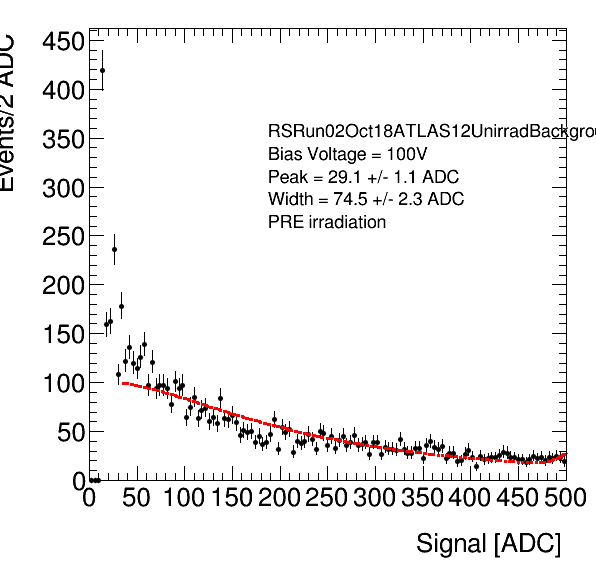 Events/2 ADC
450
400
350
300
250
200
150
100
50
0
RSRun02Oct18ATLAS12UnirradBackgrou
Bias Voltage = 100V
Peak = 29.1 +/- 1.1 ADC
Width = 74.5 +/- 2.3 ADC
PRE irradiation
0 50 100 150 200 250 300 350 400 450 500
Signal [ADC]